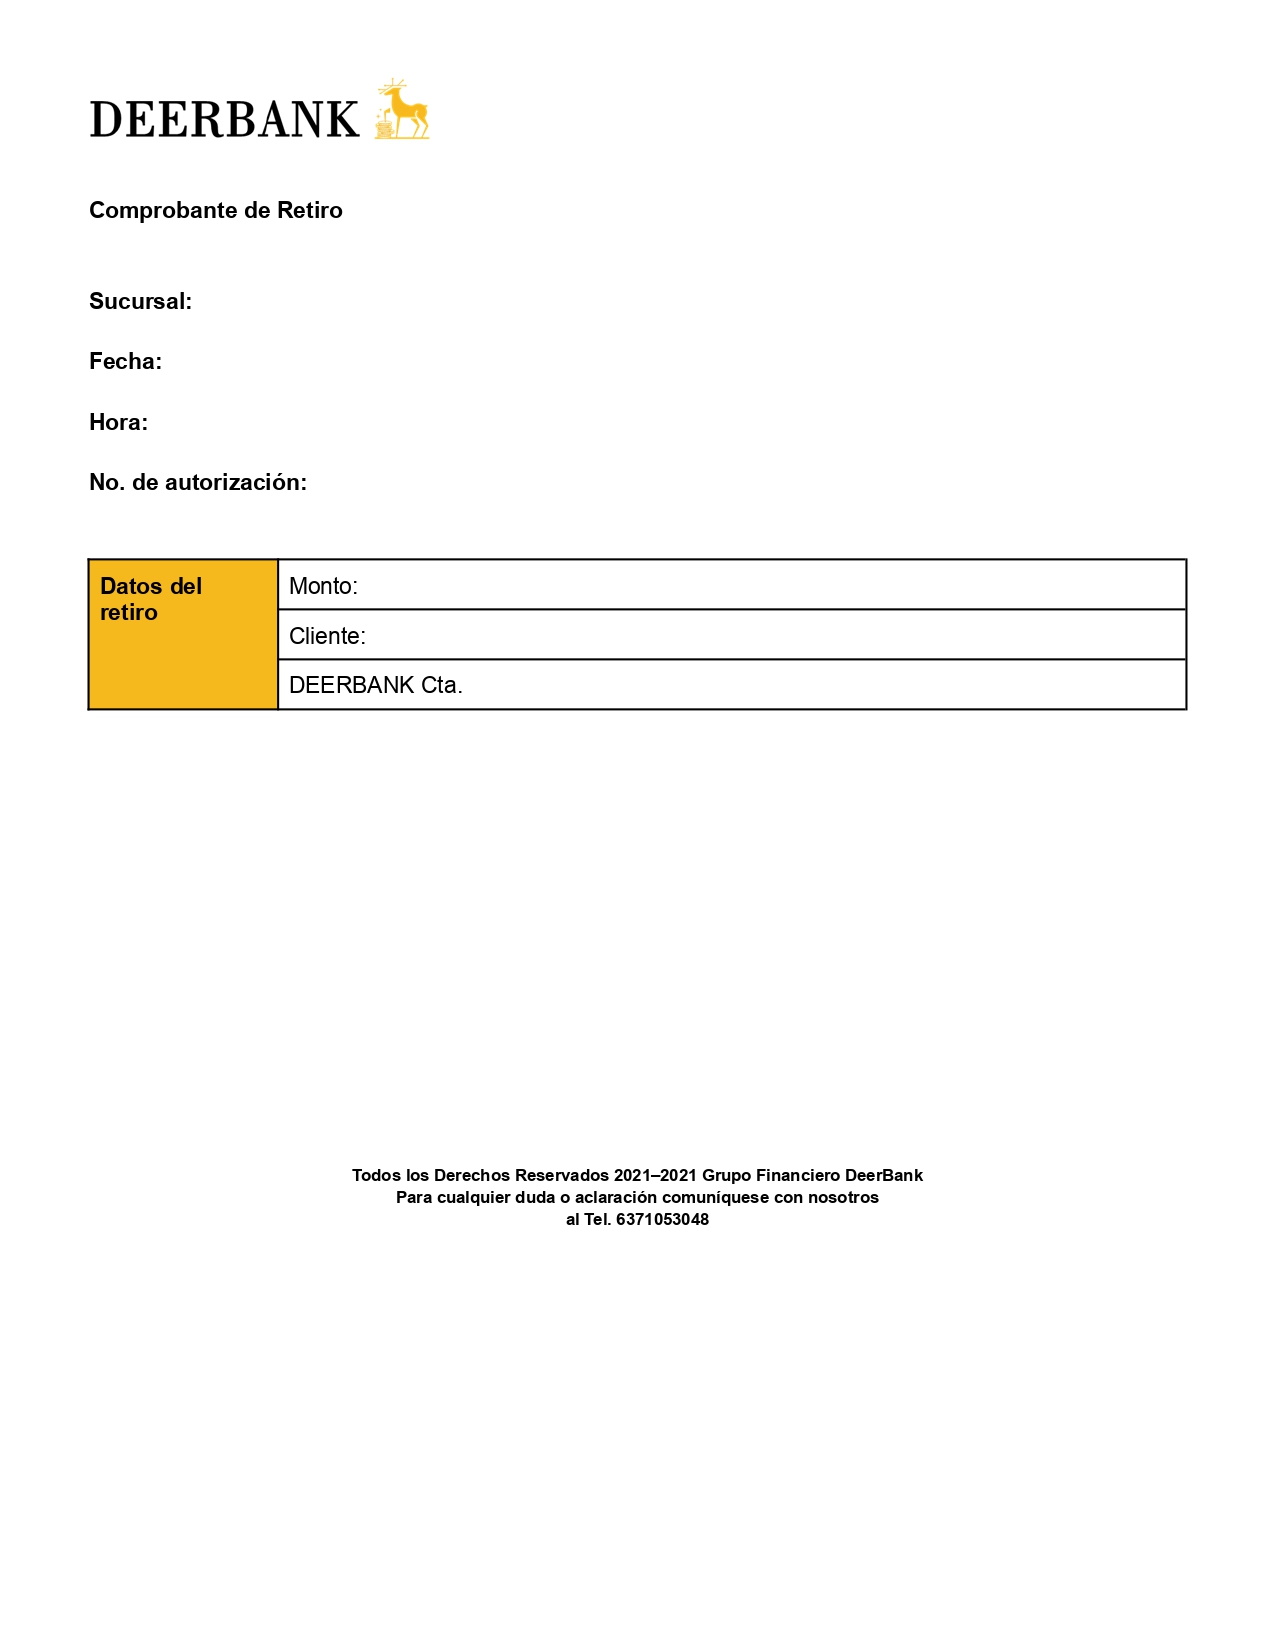 DEERBANK
Comprobante de Retiro
Sucursal:
Fecha:
Hora:
No. de autorización:
Datos del
retiro
Monto:
Cliente:
DEERBANK Cta.
Todos los Derechos Reservados 2021–2021 Grupo Financiero DeerBank
Para cualquier duda o aclaración comuníquese con nosotros
al Tel. 6371053048